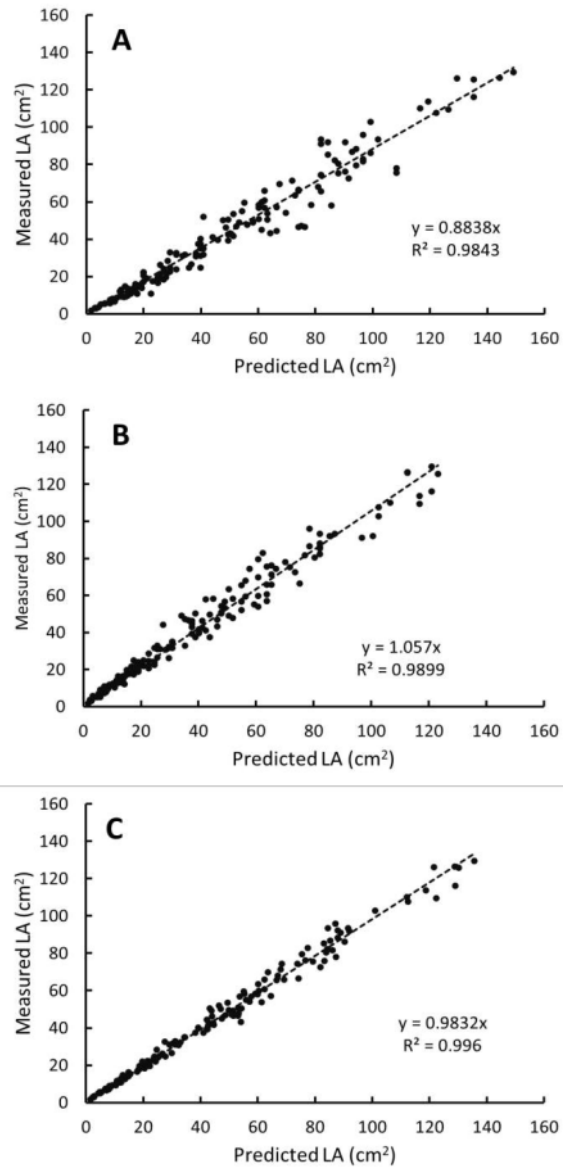 A
160
140
120
100
80
60
40
20
0
Measured LA (cm²)
y = 0.8838x
R² = 0.9843
0 20 40 60 80 100 120 140 160
Predicted LA (cm²)
B
160
140
120
100
80
60
40
20
0
Measured LA (cm²)
y = 1.057x
R² = 0.9899
0 20 40 60 80 100 120 140 160
Predicted LA (cm²)
C
160
140
120
100
80
60
40
20
0
Measured LA (cm²)
y = 0.9832x
R² = 0.996
0 20 40 60 80 100 120 140 160
Predicted LA (cm²)